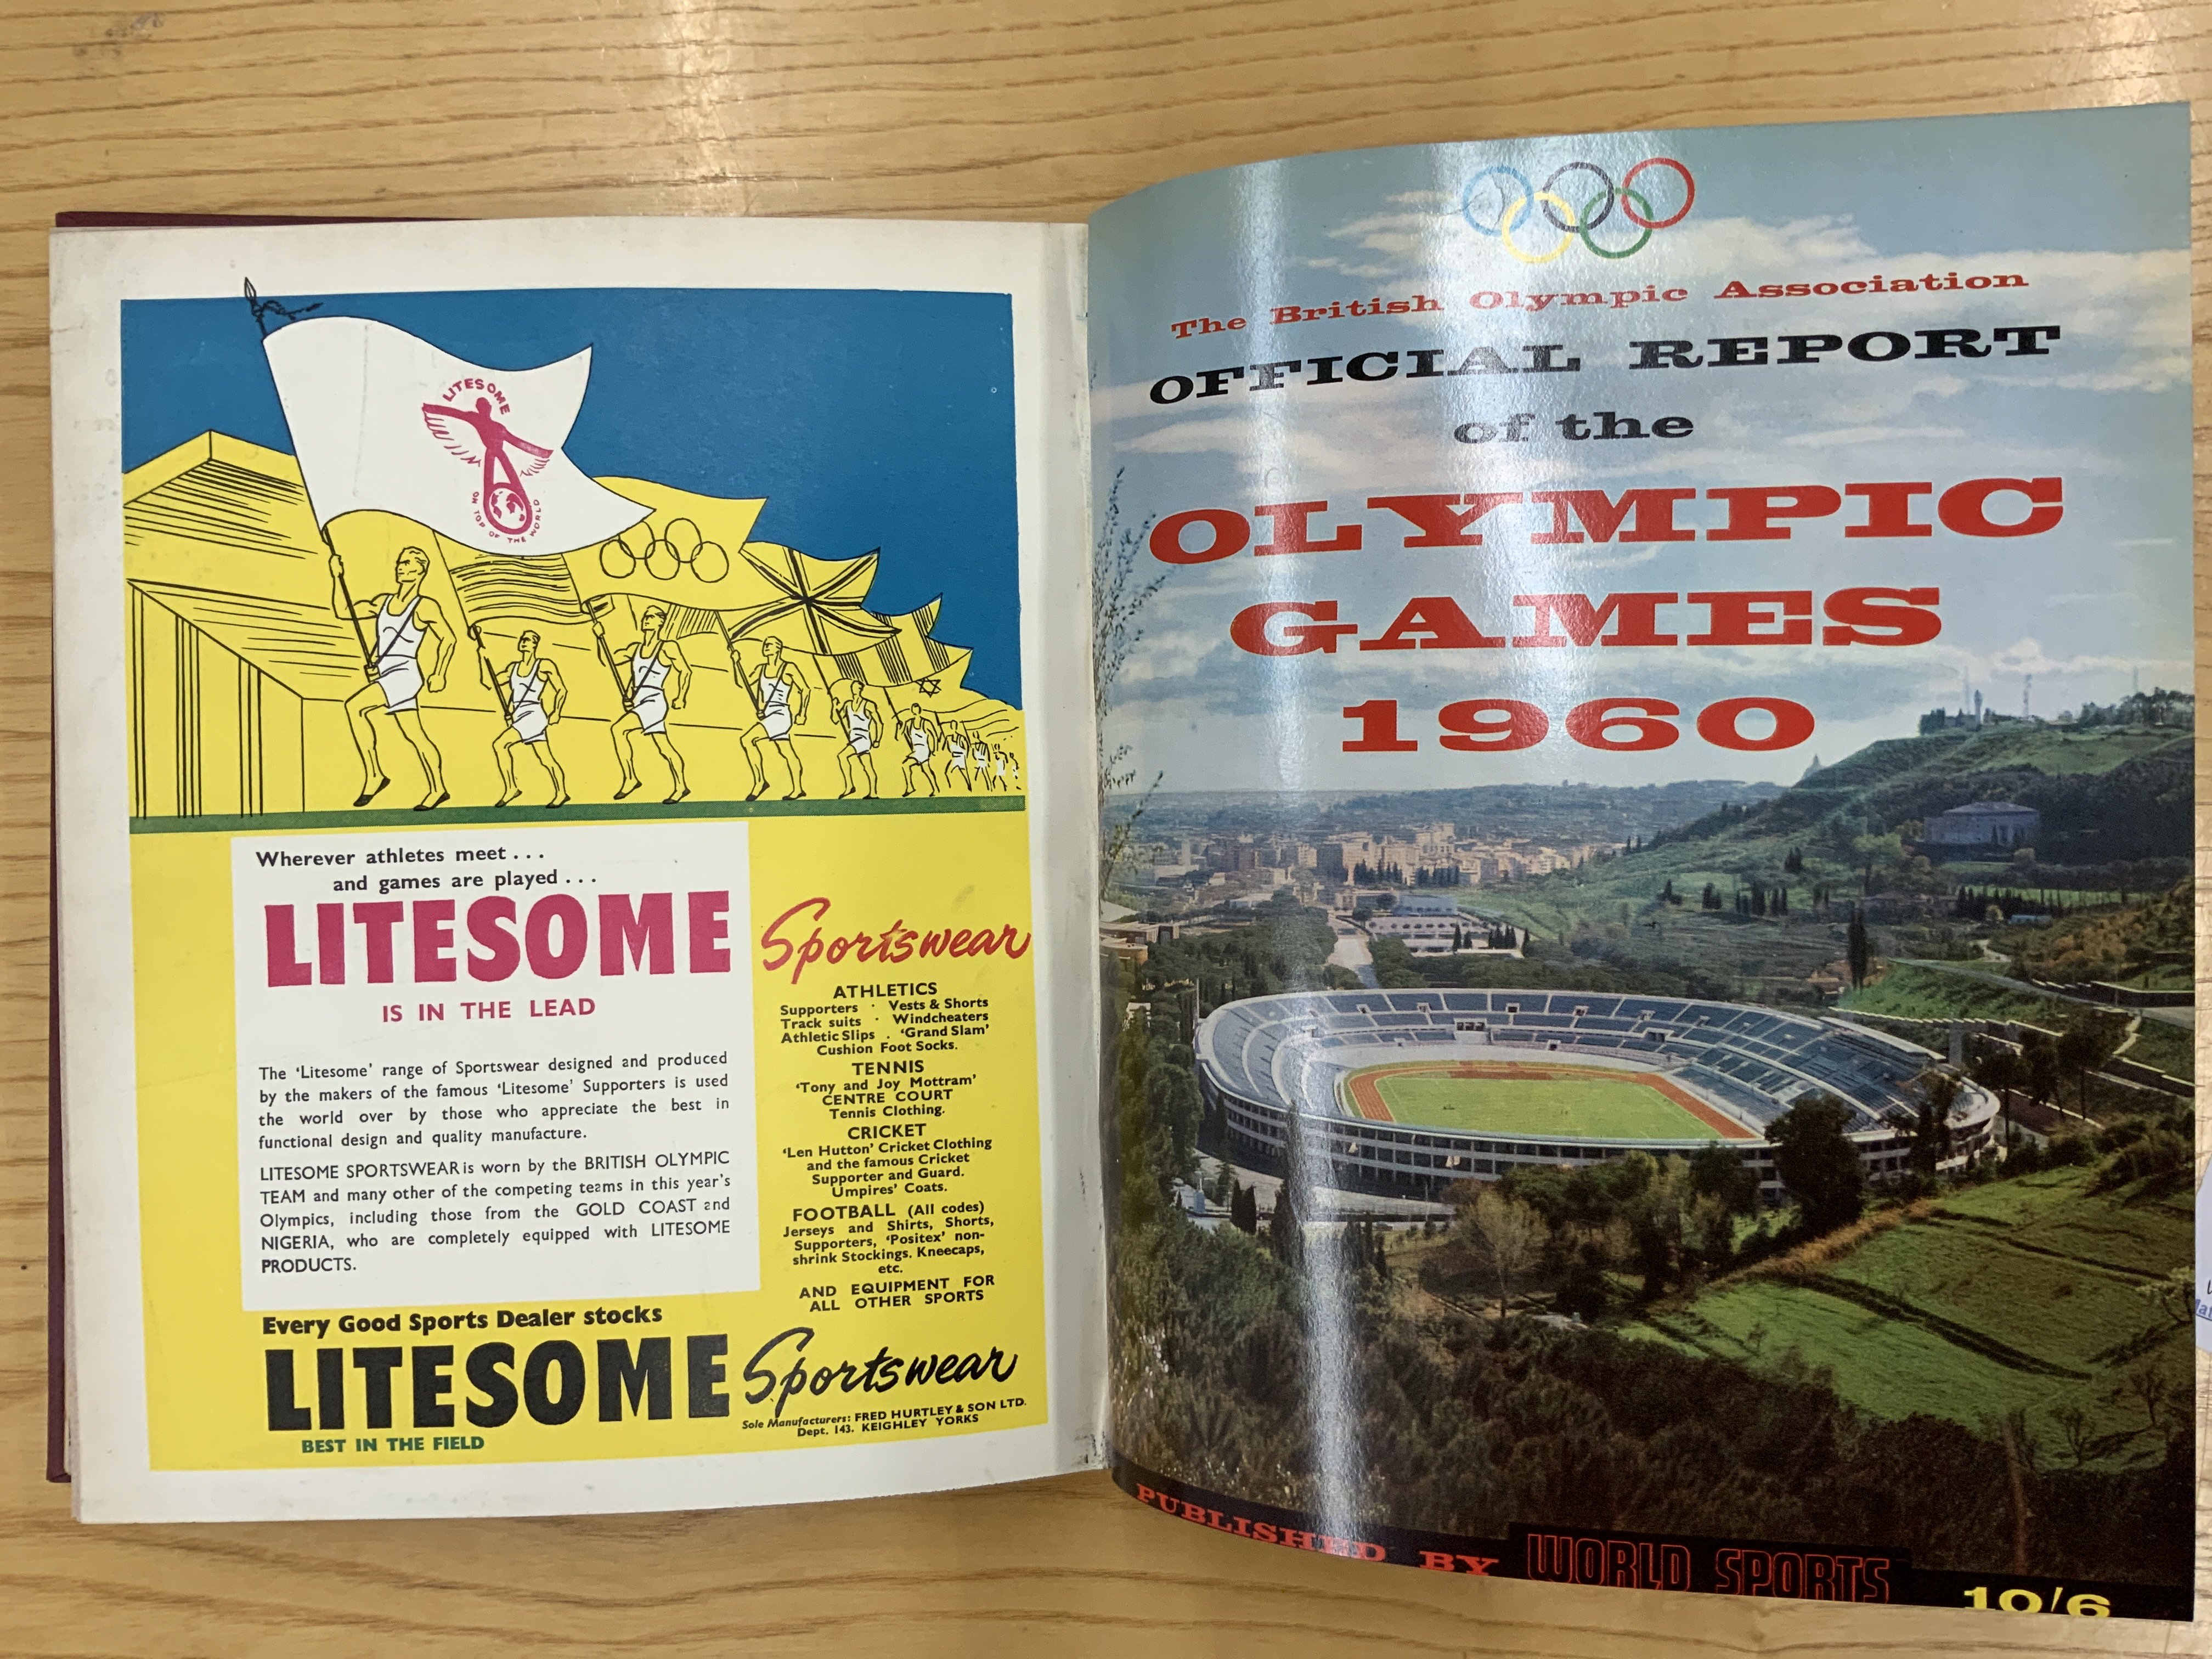 LITESOME
ON TOP OF THE WORLD
Wherever athletes meet . . .
and games are played . . .
LITESOME
IS IN THE LEAD
The ‘Litesome’ range of Sportswear designed and produced
by the makers of the famous ‘Litesome’ Supporters is used
the world over by those who appreciate the best in
functional design and quality manufacture.
LITESOME SPORTSWEAR is worn by the BRITISH OLYMPIC
TEAM and many other of the competing teams in this year’s
Olympics, including those from the GOLD COAST and
NIGERIA, who are completely equipped with LITESOME
PRODUCTS.
Sportswear
ATHLETICS
Supporters · Vests & Shorts
Track suits · Windcheaters
Athletic Slips · ‘Grand Slam’
Cushion Foot Socks.
TENNIS
‘Tony and Joy Mottram’
CENTRE COURT
Tennis Clothing.
CRICKET
‘Len Hutton’ Cricket Clothing
and the famous Cricket
Supporter and Guard.
Umpires’ Coats.
FOOTBALL (All codes)
Jerseys and Shirts, Shorts,
Supporters, ‘Positex’ non-
shrink Stockings. Kneecaps,
etc.
AND EQUIPMENT FOR
ALL OTHER SPORTS
Every Good Sports Dealer stocks
LITESOME Sportswear
BEST IN THE FIELD
Sole Manufacturers: FRED HURTLEY & SON LTD.
Dept. 143. KEIGHLEY YORKS
The British Olympic Association
OFFICIAL REPORT
of the
OLYMPIC
GAMES
1960
PUBLISHED BY WORLD SPORTS
10/6